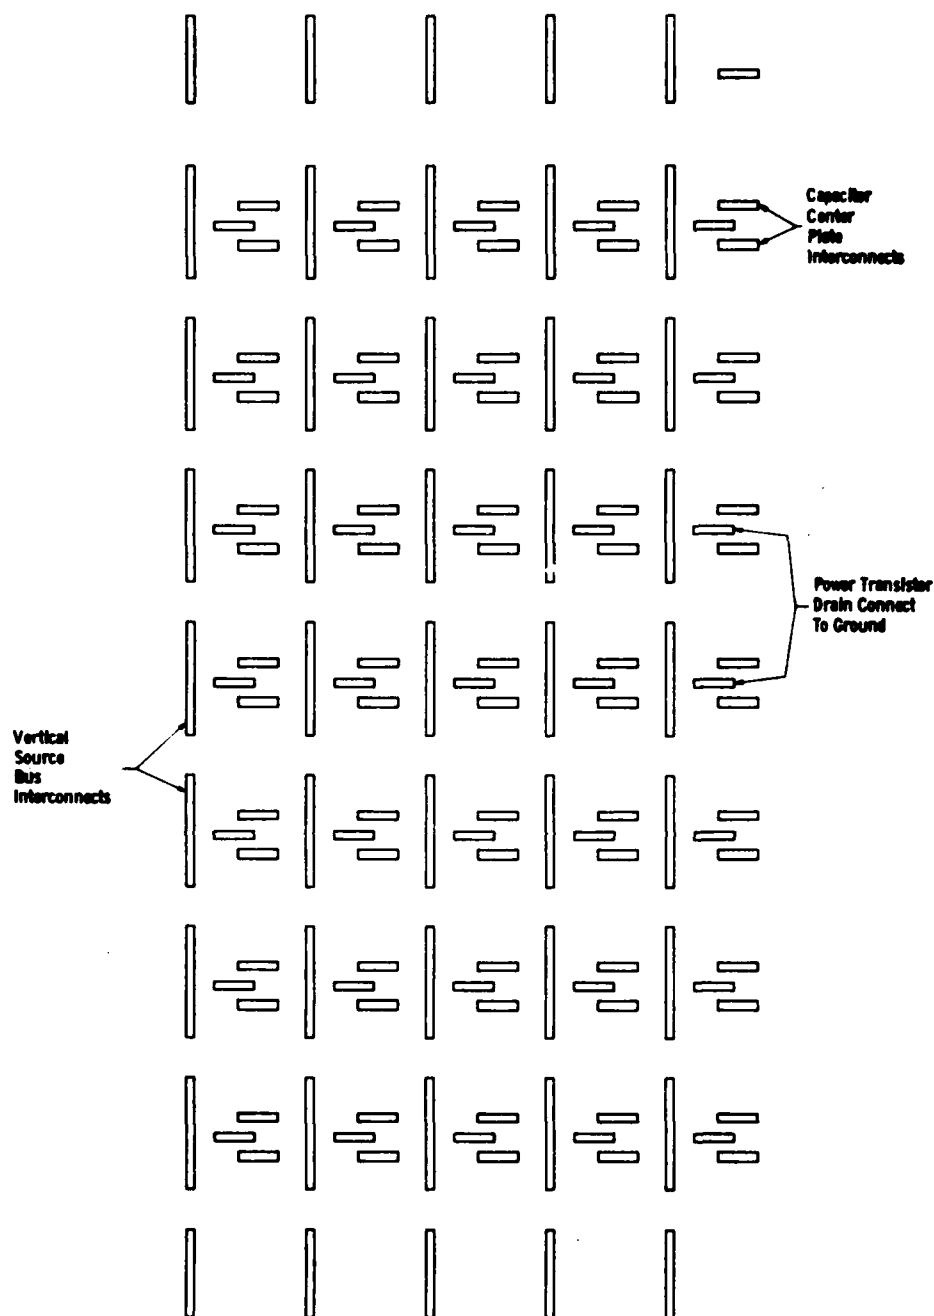 Capacitor
Center
Plate
Interconnects
Power Transistor
Drain Connect
To Ground
Vertical
Source
Bus
Interconnects